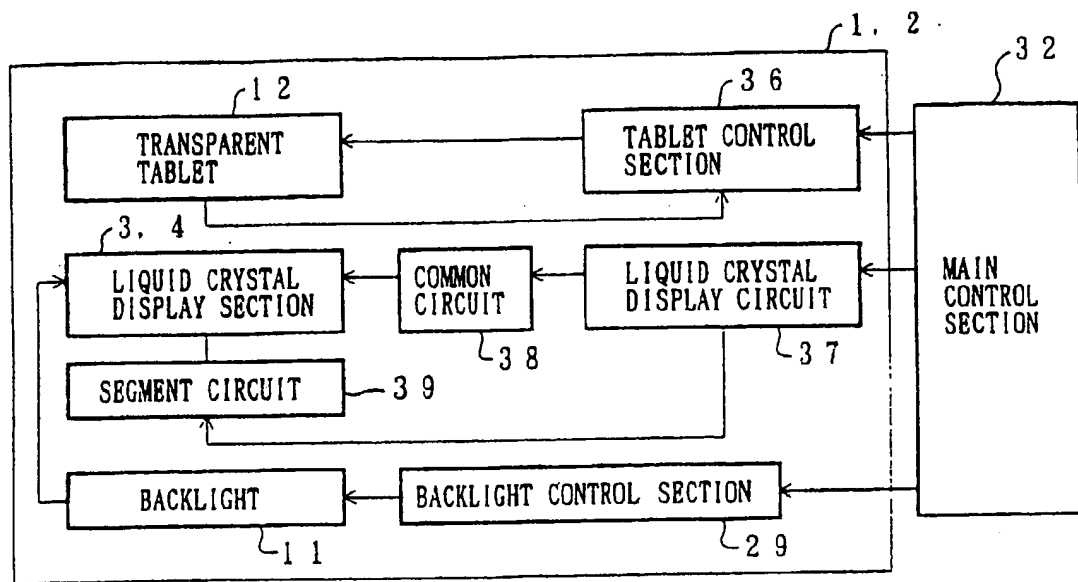 1, 2
32
12
36
TRANSPARENT
TABLET
TABLET CONTROL
SECTION
3, 4
LIQUID CRYSTAL
DISPLAY SECTION
COMMON
CIRCUIT
LIQUID CRYSTAL
DISPLAY CIRCUIT
MAIN
CONTROL
SECTION
38
37
SEGMENT CIRCUIT
39
BACKLIGHT
BACKLIGHT CONTROL SECTION
11
29